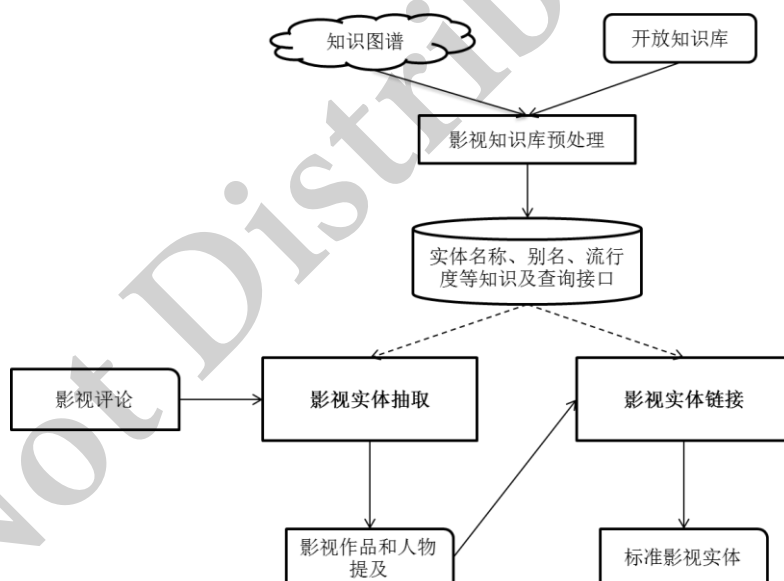 知识图谱
开放知识库
影视知识库预处理
实体名称、别名、流行
度等知识及查询接口
影视评论
影视实体抽取
影视实体链接
影视作品和人物
提及
标准影视实体
Not Distrib